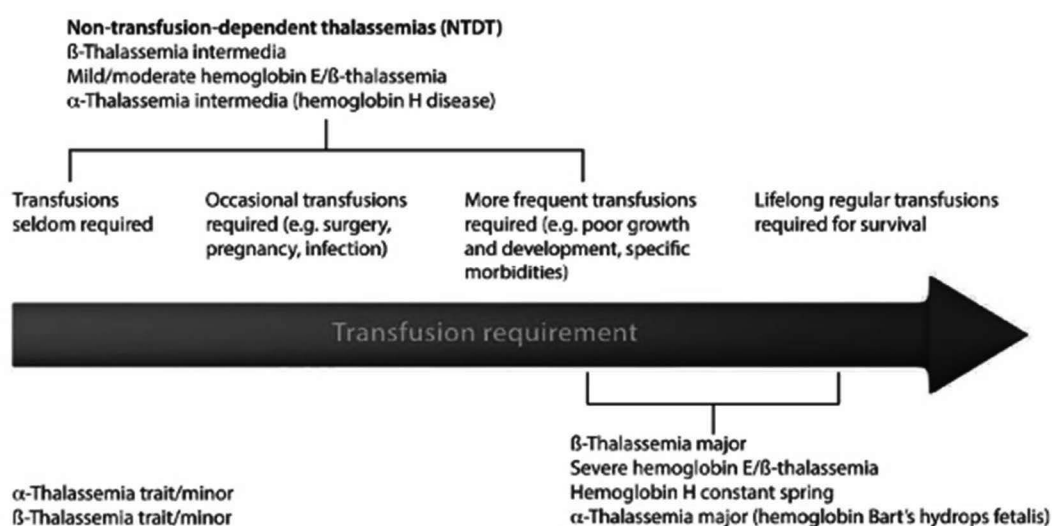 Non-transfusion-dependent thalassemias (NTDT)
ß-Thalassemia intermedia
Mild/moderate hemoglobin E/ß-thalassemia
α-Thalassemia intermedia (hemoglobin H disease)
Transfusions
seldom required
Occasional transfusions
required (e.g. surgery,
pregnancy, infection)
More frequent transfusions
required (e.g. poor growth
and development, specific
morbidities)
Lifelong regular transfusions
required for survival
Transfusion requirement
ß-Thalassemia major
Severe hemoglobin E/ß-thalassemia
Hemoglobin H constant spring
α-Thalassemia major (hemoglobin Bart's hydrops fetalis)
α-Thalassemia trait/minor
ß-Thalassemia trait/minor